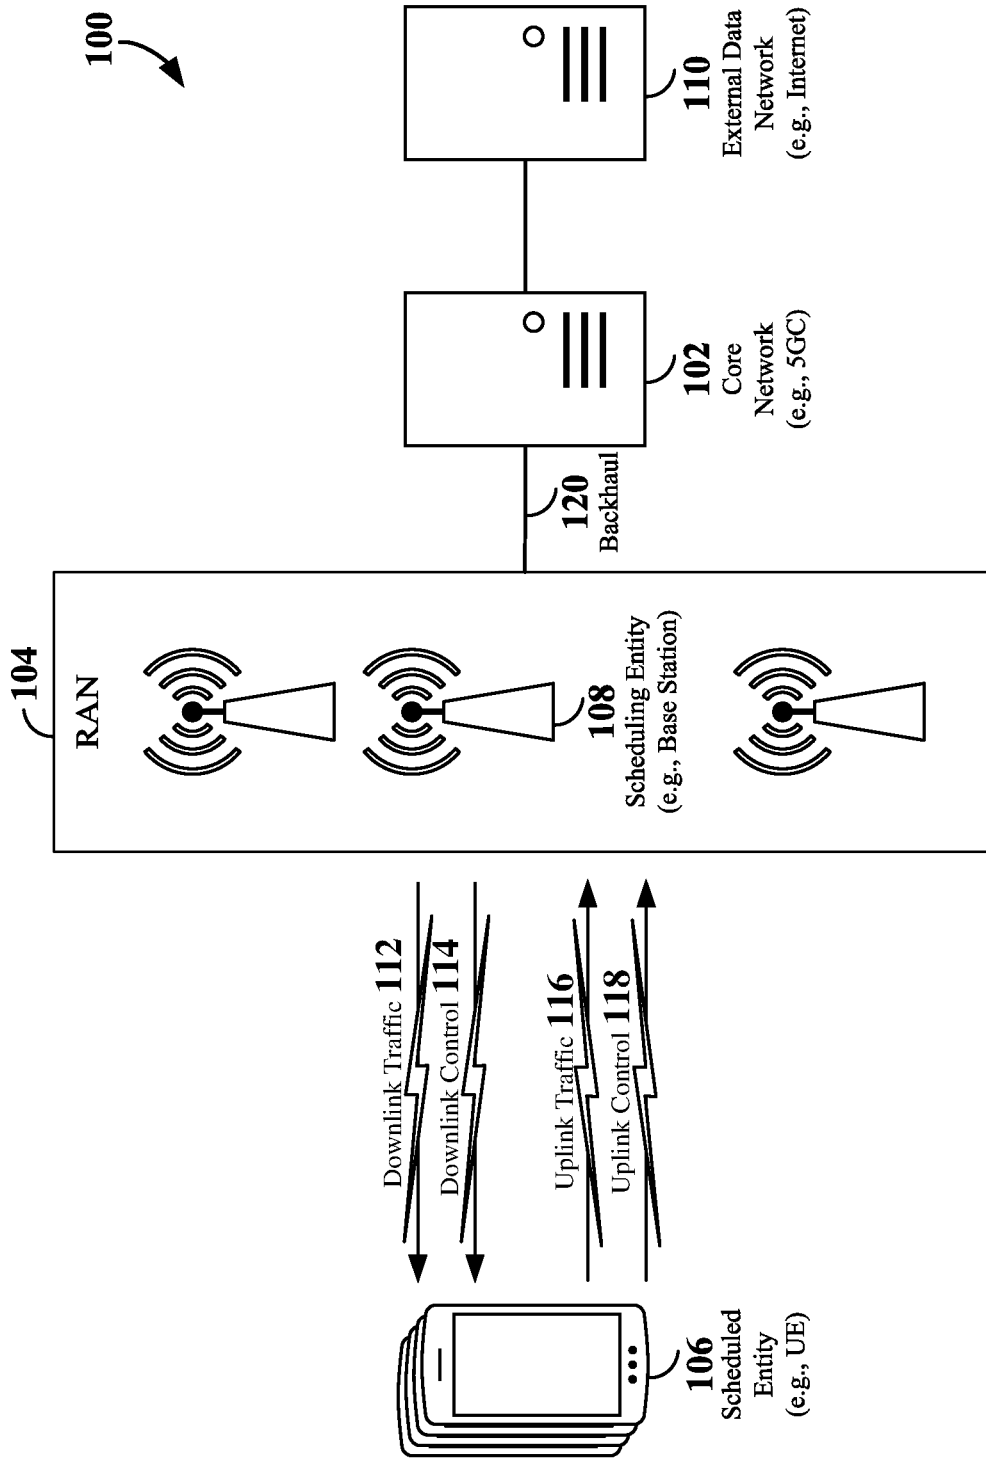 100
104
RAN
Downlink Traffic 112
Downlink Control 114
Uplink Traffic 116
Uplink Control 118
106
Scheduled
Entity
(e.g., UE)
108
Scheduling Entity
(e.g., Base Station)
120
Backhaul
102
Core
Network
(e.g., 5GC)
110
External Data
Network
(e.g., Internet)